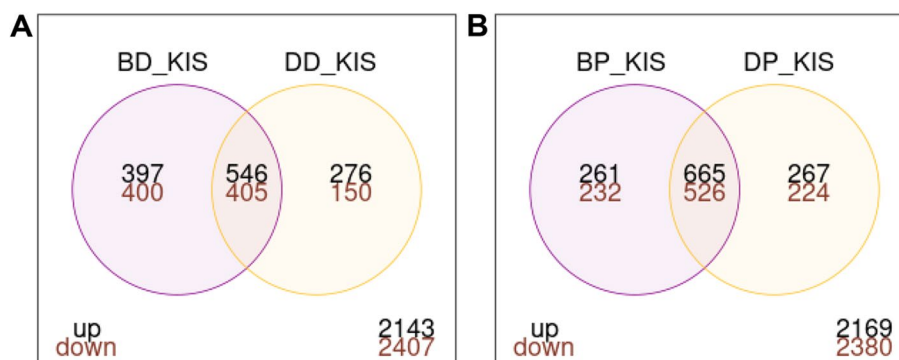 A
BD_KIS DD_KIS
397 546 276
400 405 150
up 2143
down 2407
B
BP_KIS DP_KIS
261 665 267
232 526 224
up 2169
down 2380